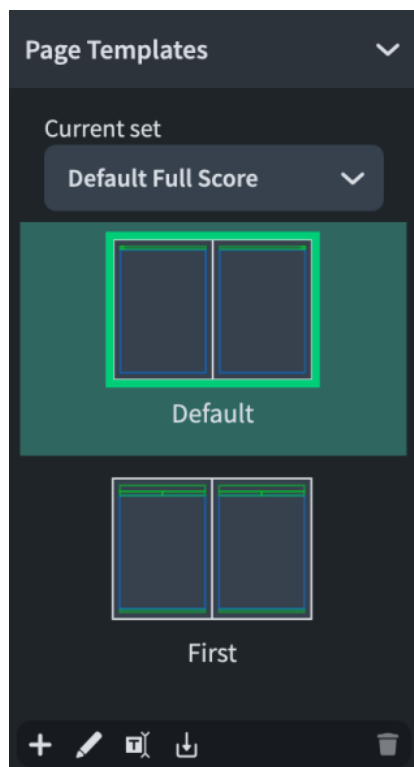 Page Templates
Current set
Default Full Score
Default
First